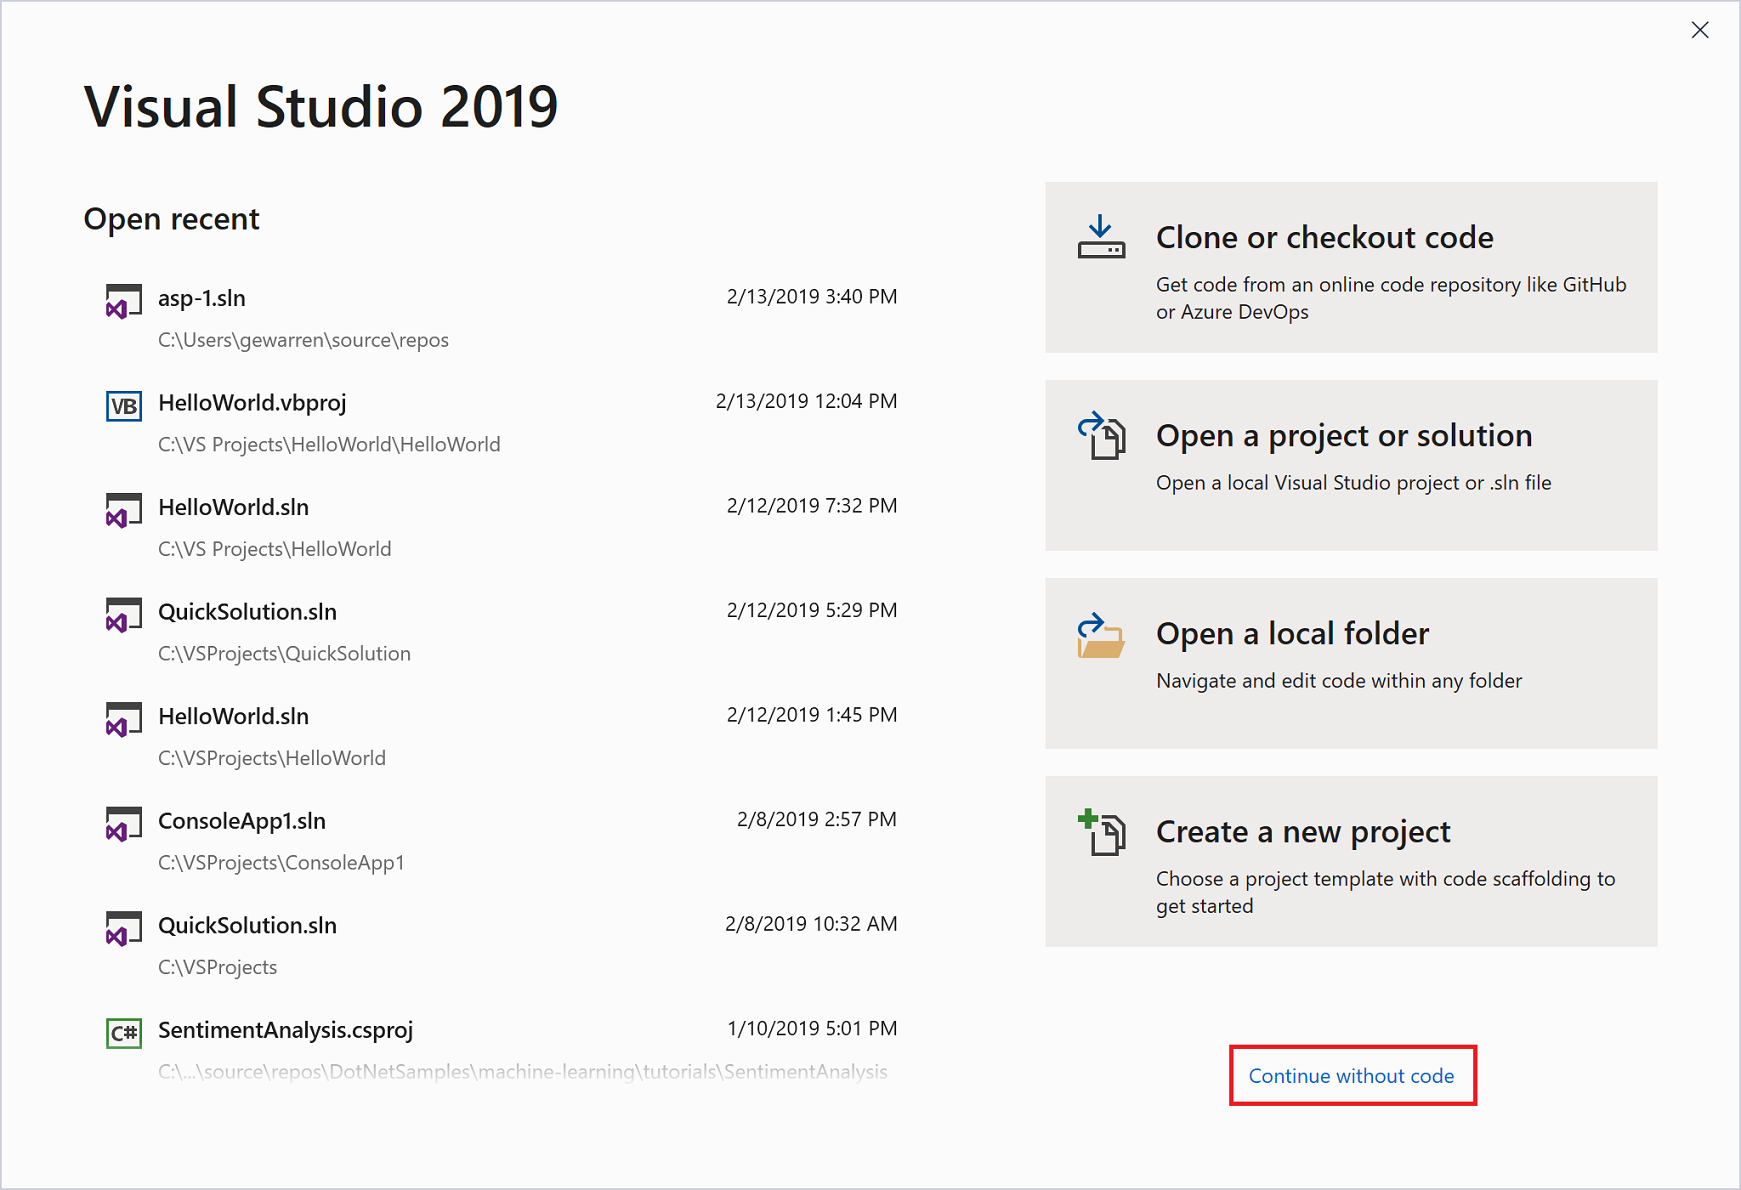 Visual Studio 2019
Open recent
asp-1.sln 2/13/2019 3:40 PM
C:\Users\gewarren\source\repos
VB HelloWorld.vbproj 2/13/2019 12:04 PM
C:\VS Projects\HelloWorld\HelloWorld
HelloWorld.sln 2/12/2019 7:32 PM
C:\VS Projects\HelloWorld
QuickSolution.sln 2/12/2019 5:29 PM
C:\VSProjects\QuickSolution
HelloWorld.sln 2/12/2019 1:45 PM
C:\VSProjects\HelloWorld
ConsoleApp1.sln 2/8/2019 2:57 PM
C:\VSProjects\ConsoleApp1
QuickSolution.sln 2/8/2019 10:32 AM
C:\VSProjects
C# SentimentAnalysis.csproj 1/10/2019 5:01 PM
C:\...\source\repos\DotNetSamples\machine-learning\tutorials\SentimentAnalysis
Clone or checkout code
Get code from an online code repository like GitHub
or Azure DevOps
Open a project or solution
Open a local Visual Studio project or .sln file
Open a local folder
Navigate and edit code within any folder
Create a new project
Choose a project template with code scaffolding to
get started
Continue without code